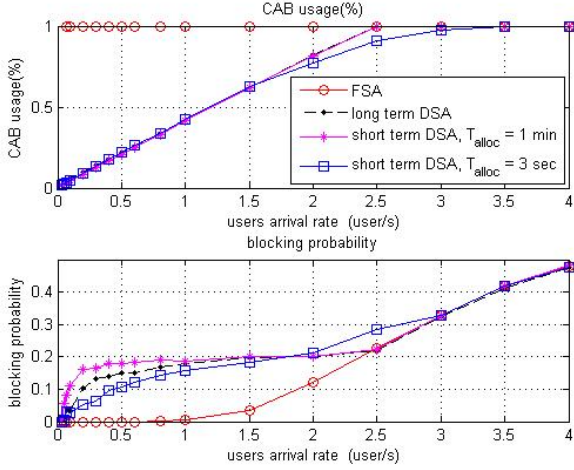 CAB usage(%)
1
0.5
0
CAB usage(%)
FSA
long term DSA
short term DSA, T_alloc = 1 min
short term DSA, T_alloc = 3 sec
0 0.5 1 1.5 2 2.5 3 3.5 4
users arrival rate (user/s)
blocking probability
0.4
0.3
0.2
0.1
0
blocking probability
0 0.5 1 1.5 2 2.5 3 3.5 4
users arrival rate (user/s)